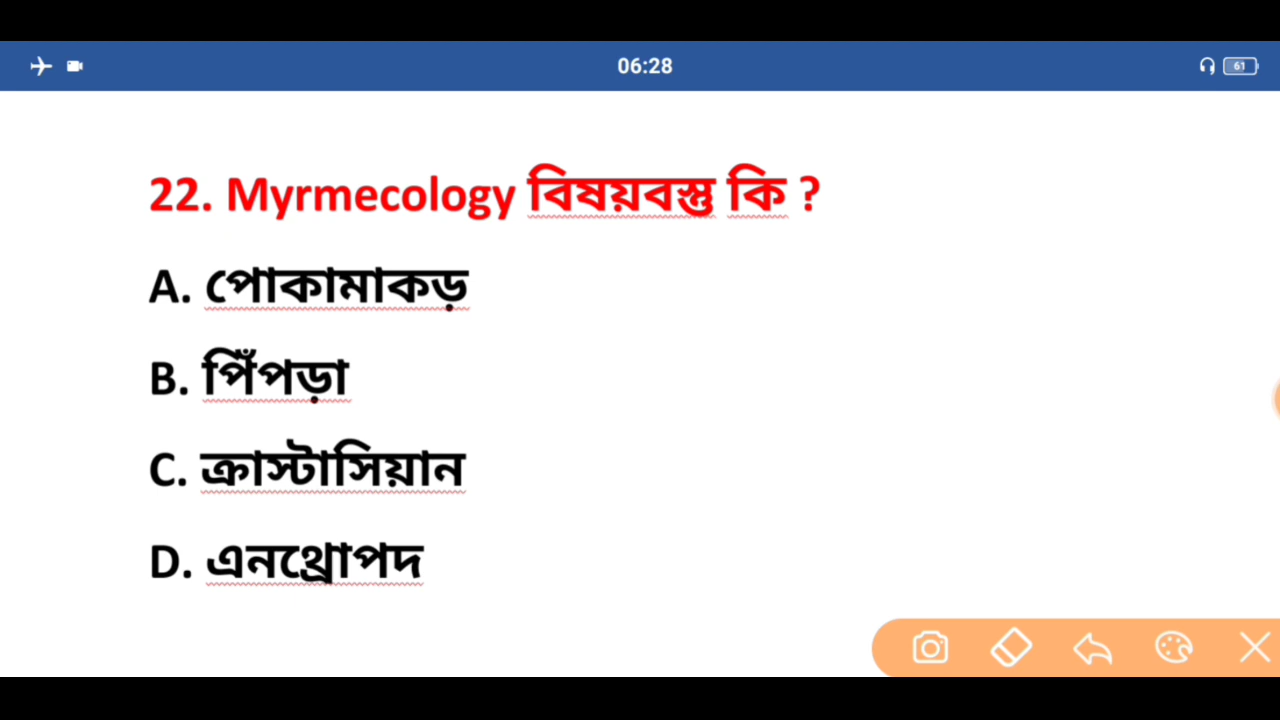 06:28
61
22. Myrmecology বিষয়বস্তু কি ?
A. পোকামাকড়
B. পিঁপড়া
C. ক্রাস্টাসিয়ান
D. এনথ্রোপদ